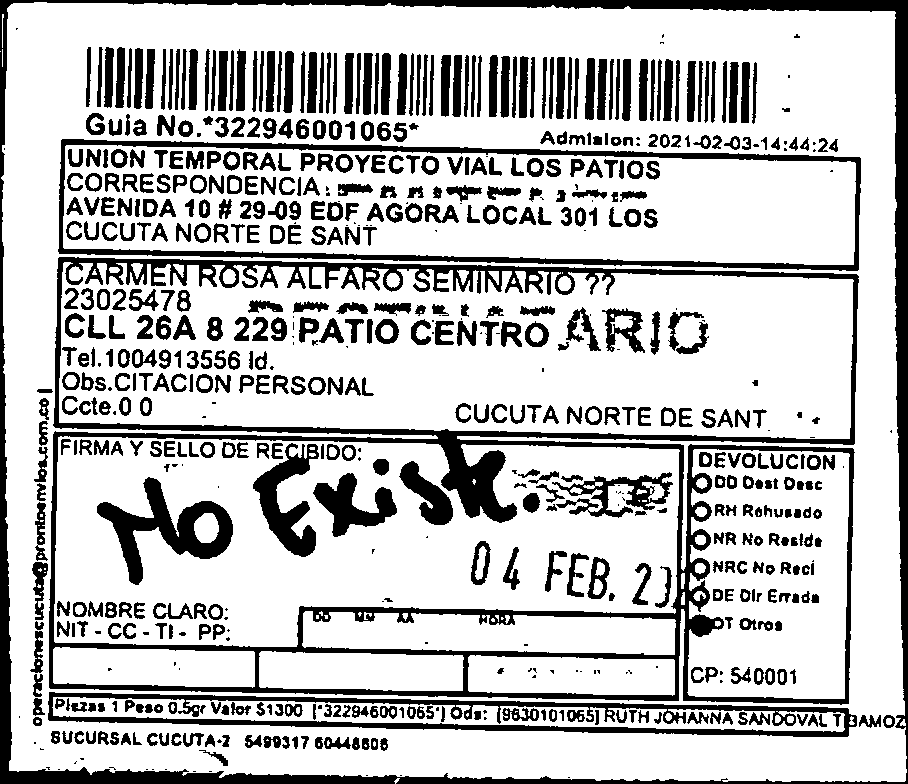 Guia No.*322946001065*
Admision: 2021-02-03-14:44:24
UNION TEMPORAL PROYECTO VIAL LOS PATIOS
CORRESPONDENCIA:
AVENIDA 10 # 29-09 EDF AGORA LOCAL 301 LOS
CUCUTA NORTE DE SANT
CARMEN ROSA ALFARO SEMINARIO ??
23025478
CLL 26A 8 229 PATIO CENTRO ARIO
Tel.1004913556 Id.
Obs.CITACION PERSONAL
Ccte.0 0
CUCUTA NORTE DE SANT
operacionescucuta@prontoenvios.com.co
FIRMA Y SELLO DE RECIBIDO:
No Existe.
04 FEB.
NOMBRE CLARO:
NIT - CC - TI - PP:
DD MM AA HORA
DEVOLUCION
DD Dest Desc
RH Rehusado
NR No Reside
NRC No Reci
DE Dir Errada
OT Otros
CP: 540001
Piezas 1 Peso 0.5gr Valor $1300 [*322946001065*] Ods: [9630101065] RUTH JOHANNA SANDOVAL
SUCURSAL CUCUTA-2 5499317 60448606